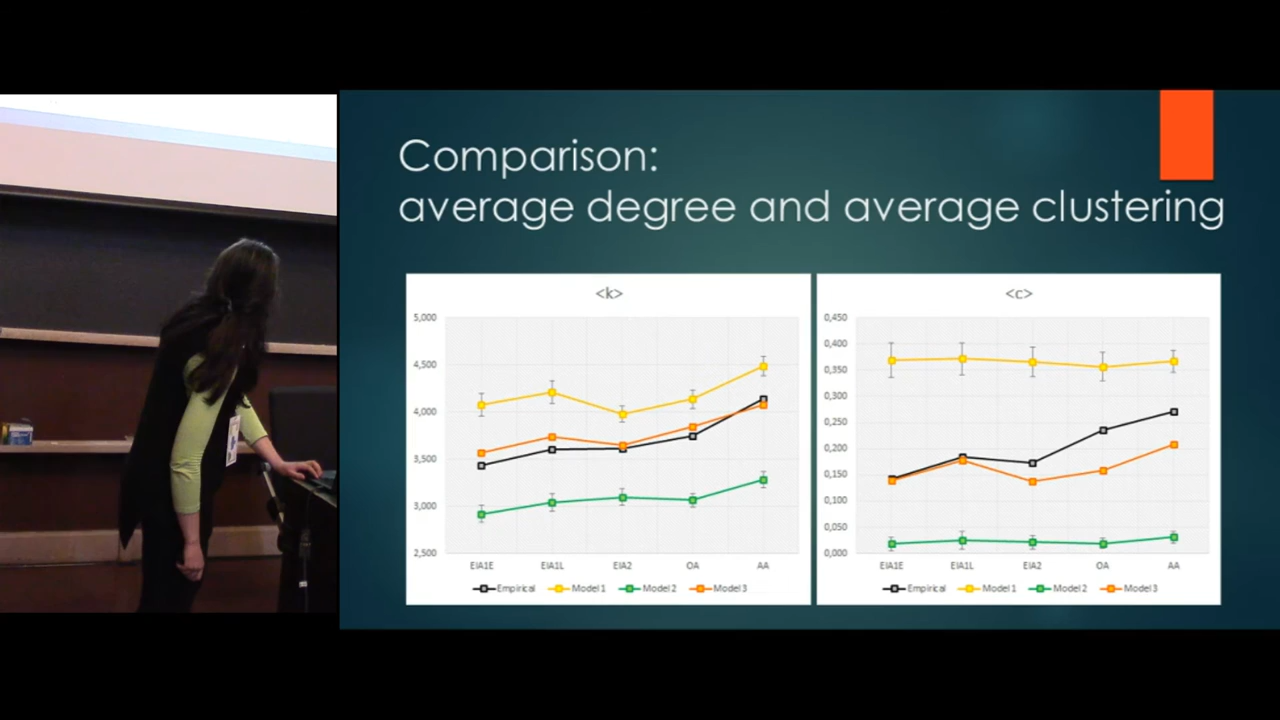 Comparison:
average degree and average clustering
<k>
5,000
4,500
4,000
3,500
3,000
2,500
EIA1E EIA1L EIA2 OA AA
Empirical Model 1 Model 2 Model 3
<c>
0,450
0,400
0,350
0,300
0,250
0,200
0,150
0,100
0,050
0,000
EIA1E EIA1L EIA2 OA AA
Empirical Model 1 Model 2 Model 3